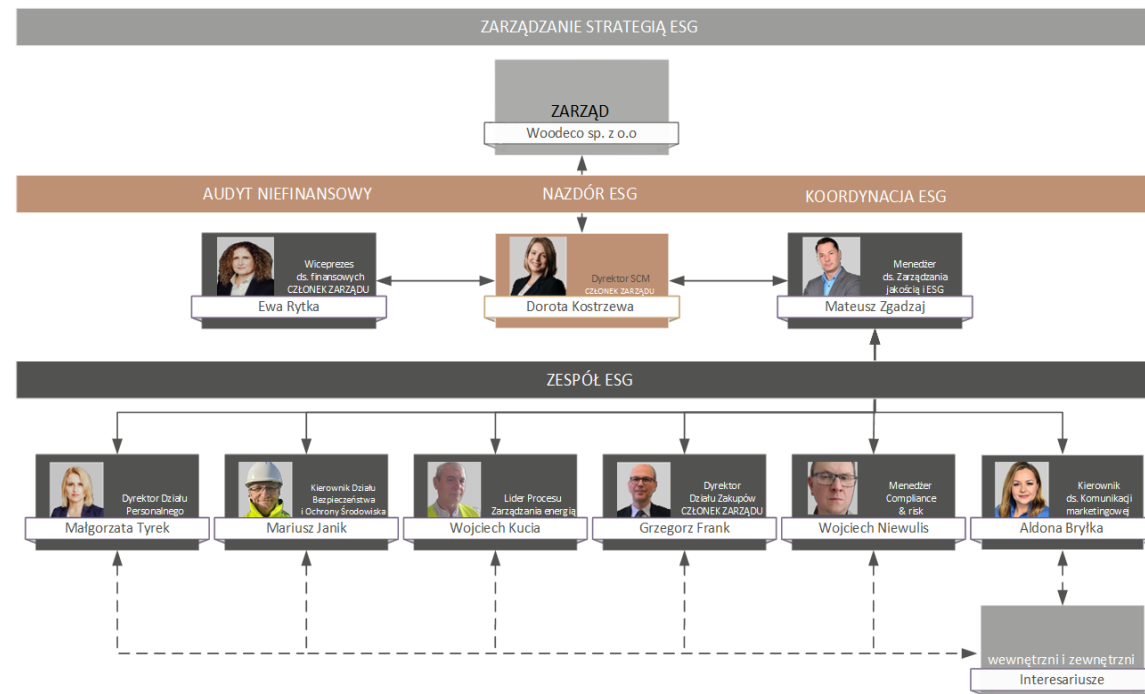 ZARZĄDZANIE STRATEGIĄ ESG
ZARZĄD
Woodeco sp. z o.o
AUDYT NIEFINANSOWY
NAZDÓR ESG
KOORDYNACJA ESG
Wiceprezes
ds. finansowych
CZŁONEK ZARZĄDU
Ewa Rytka
Dyrektor SCM
CZŁONEK ZARZĄDU
Dorota Kostrzewa
Menedżer
ds. Zarządzania
jakością i ESG
Mateusz Zgadzaj
ZESPÓŁ ESG
Dyrektor Działu
Personalnego
Małgorzata Tyrek
Kierownik Działu
Bezpieczeństwa
i Ochrony Środowiska
Mariusz Janik
Lider Procesu
Zarządzania energią
Wojciech Kucia
Dyrektor
Działu Zakupów
CZŁONEK ZARZĄDU
Grzegorz Frank
Menedżer
Compliance
& risk
Wojciech Niewulis
Kierownik
ds. Komunikacji
marketingowej
Aldona Bryłka
wewnętrzni i zewnętrzni
Interesariusze